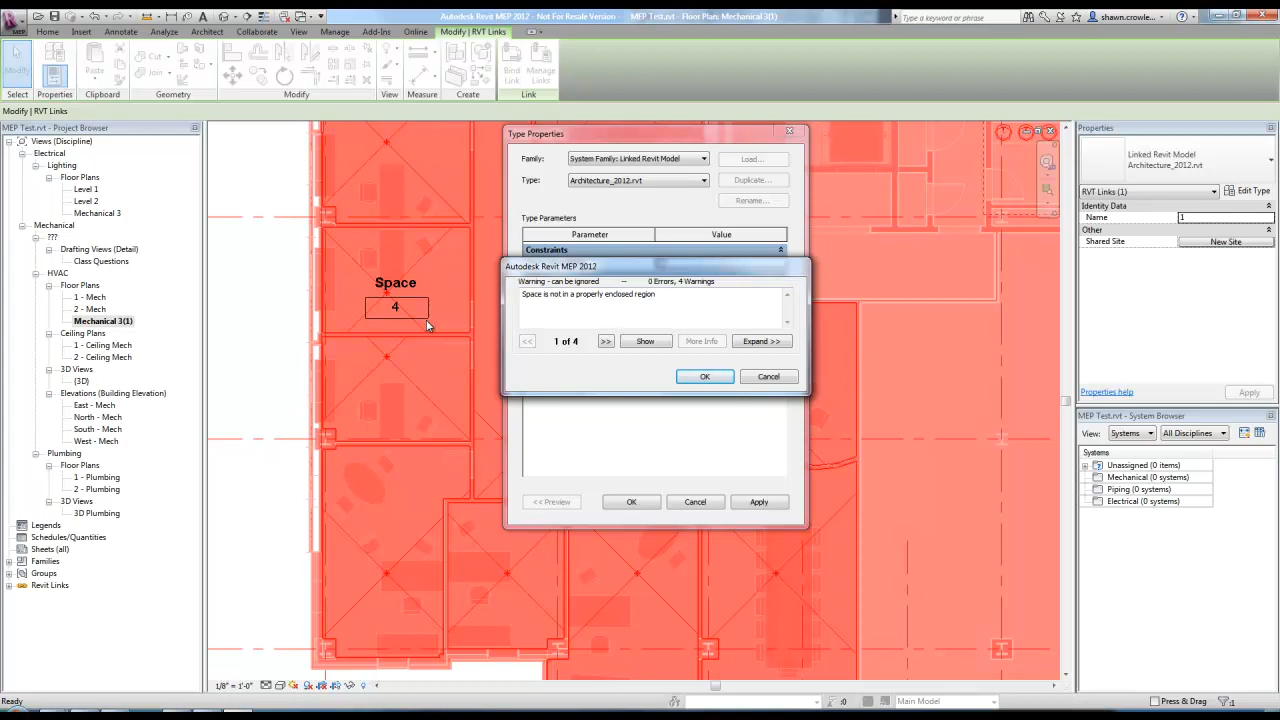 Autodesk Revit MEP 2012 - Not For Resale Version - MEP Test.rvt - Floor Plan: Mechanical 3(1)
Type a keyword or phrase
shawn.crowle...
MEP
Home Insert Annotate Analyze Architect Collaborate View Manage Add-Ins Online Modify | RVT Links
Modify
Paste
Cut
Join
Bind Link
Manage Links
Select Properties Clipboard Geometry Modify View Measure Create Link
Modify | RVT Links
MEP Test.rvt - Project Browser
Views (Discipline)
Electrical
Lighting
Floor Plans
Level 1
Level 2
Mechanical 3
Mechanical
???
Drafting Views (Detail)
Class Questions
HVAC
Floor Plans
1 - Mech
2 - Mech
Mechanical 3(1)
Ceiling Plans
1 - Ceiling Mech
2 - Ceiling Mech
3D Views
{3D}
Elevations (Building Elevation)
East - Mech
North - Mech
South - Mech
West - Mech
Plumbing
Floor Plans
1 - Plumbing
2 - Plumbing
3D Views
3D Plumbing
Legends
Schedules/Quantities
Sheets (all)
Families
Groups
Revit Links
Space
4
Type Properties
Family: System Family: Linked Revit Model Load...
Type: Architecture_2012.rvt Duplicate...
Rename...
Type Parameters
Parameter Value
Constraints
Autodesk Revit MEP 2012
Warning - can be ignored -- 0 Errors, 4 Warnings
Space is not in a properly enclosed region
<< 1 of 4 >> Show More Info Expand >>
OK Cancel
<< Preview OK Cancel Apply
Properties
Linked Revit Model
Architecture_2012.rvt
RVT Links (1) Edit Type
Identity Data
Name 1
Other
Shared Site New Site
Properties help Apply
MEP Test.rvt - System Browser
View: Systems All Disciplines
Systems
Unassigned (0 items)
Mechanical (0 systems)
Piping (0 systems)
Electrical (0 systems)
1/8" = 1'-0"
Ready :0 Main Model Press & Drag :1